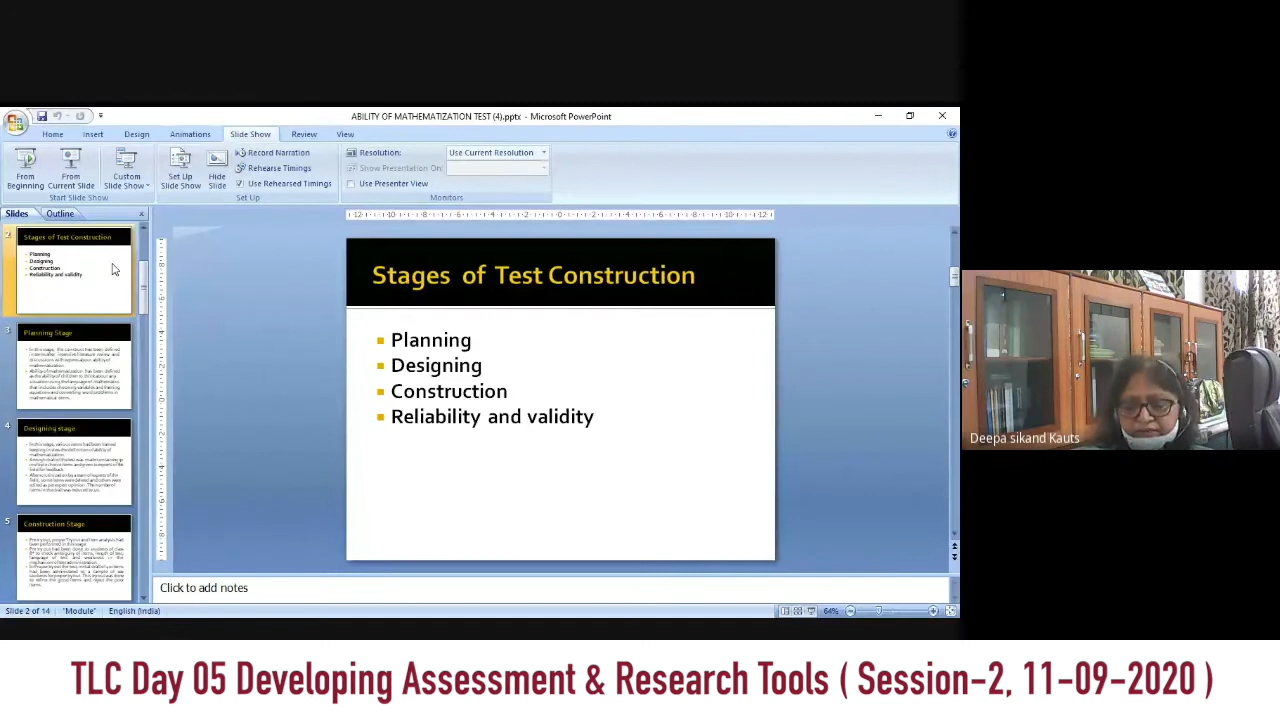 ABILITY OF MATHEMATIZATION TEST (4).pptx - Microsoft PowerPoint
Home Insert Design Animations Slide Show Review View
From Beginning
From Current Slide
Custom Slide Show
Start Slide Show
Set Up Slide Show
Hide Slide
Record Narration
Rehearse Timings
Use Rehearsed Timings
Set Up
Resolution: Use Current Resolution
Show Presentation On:
Use Presenter View
Monitors
Slides Outline
2
Stages of Test Construction
Planning
Designing
Construction
Reliability and validity
3
Planning Stage
4
Designing stage
5
Construction Stage
Stages of Test Construction
Planning
Designing
Construction
Reliability and validity
Click to add notes
Slide 2 of 14 "Module" English (India) 64%
Deepa sikand Kauts
TLC Day 05 Developing Assessment & Research Tools ( Session-2, 11-09-2020 )